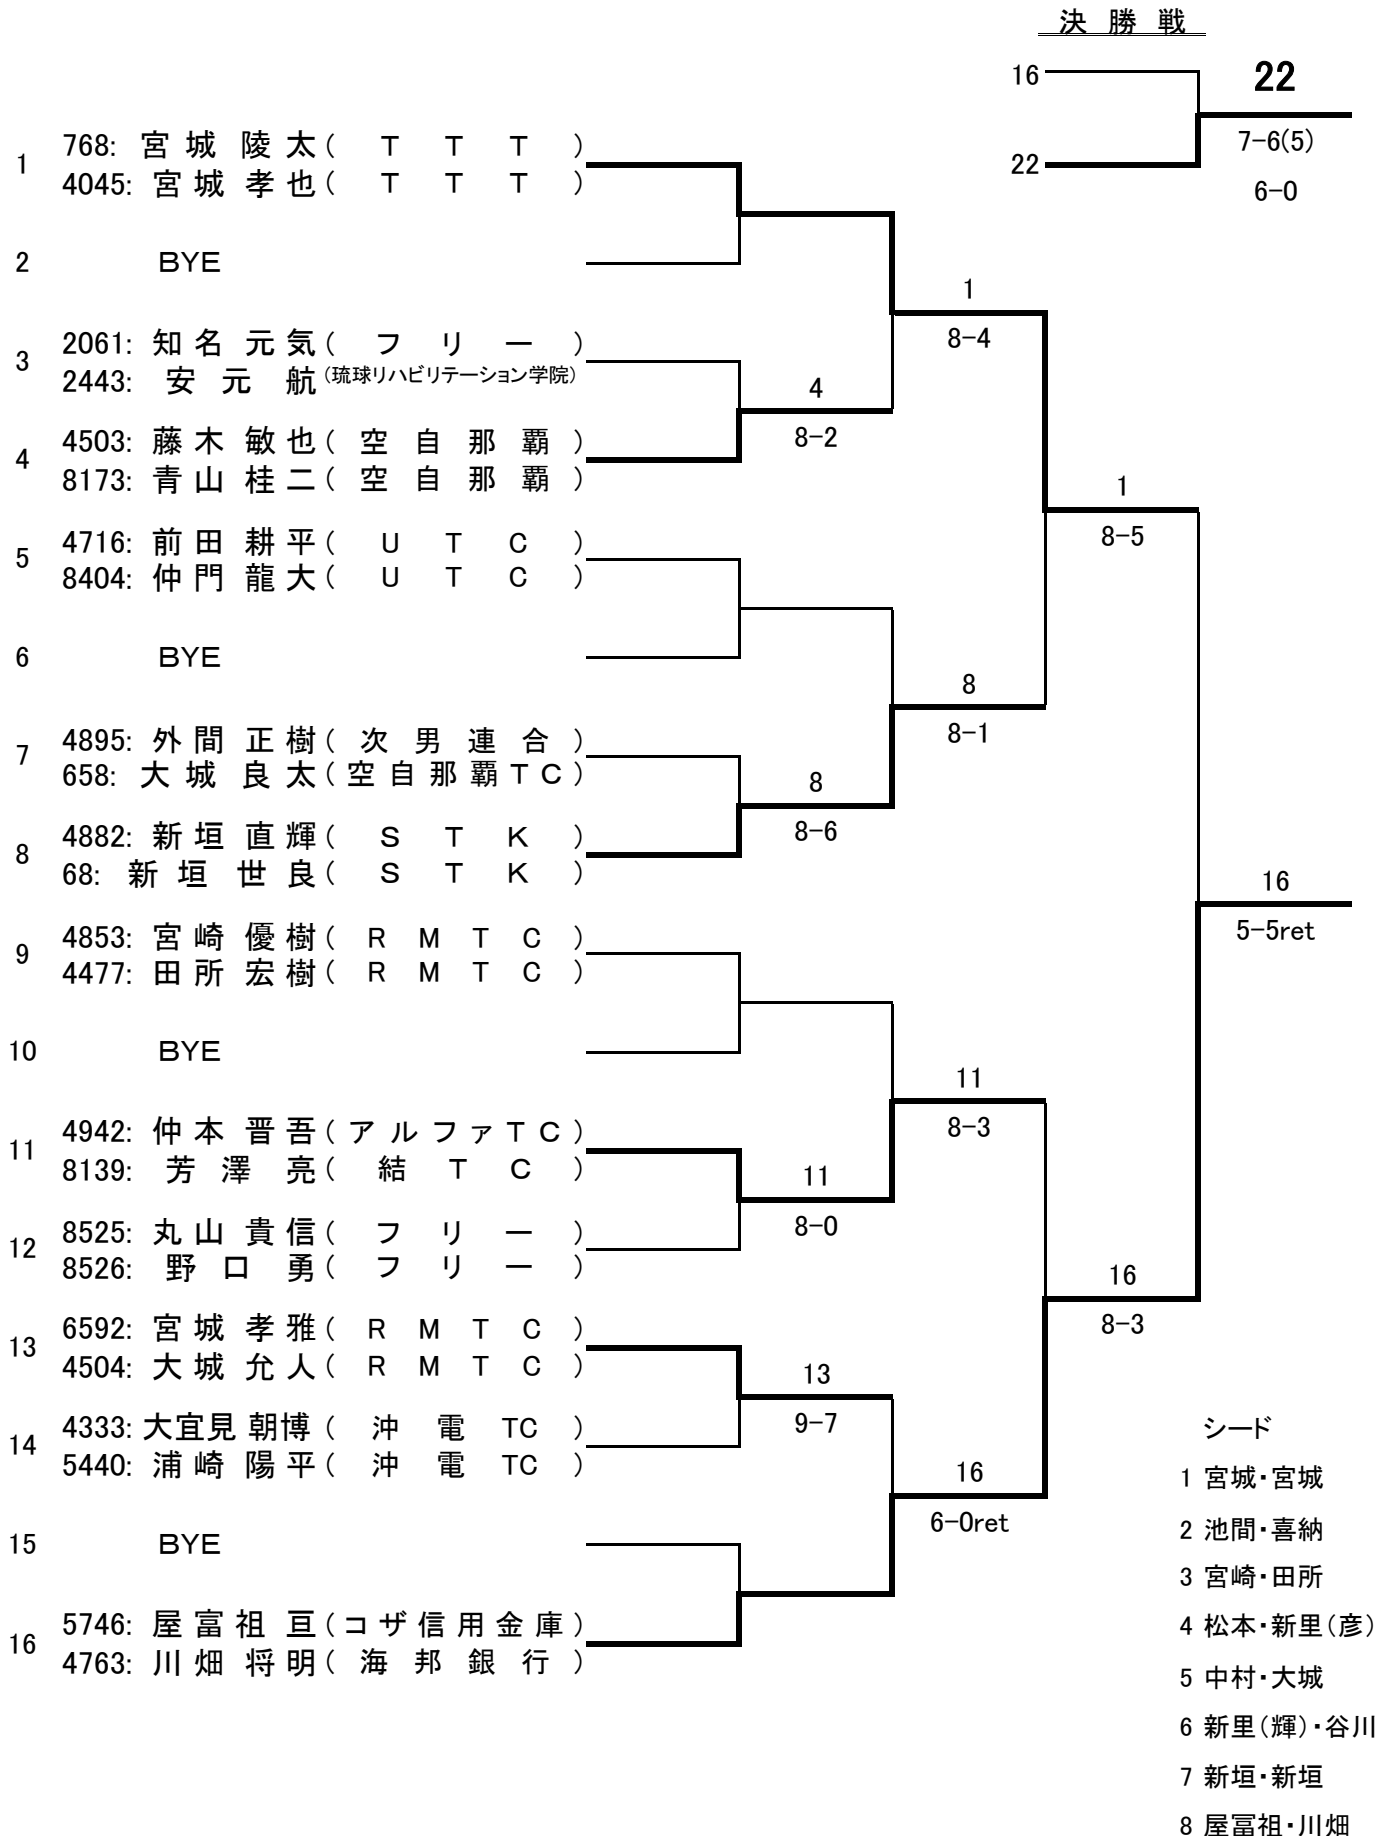 決 勝 戦
16
22
22
7-6(5)
6-0
1
768: 宮 城 陵 太 ( T T T )
4045: 宮 城 孝 也 ( T T T )
2
BYE
1
8-4
3
2061: 知 名 元 気 ( フ リ ー )
2443: 安 元 航 (琉球リハビリテーション学院)
4
8-2
4
4503: 藤 木 敏 也 ( 空 自 那 覇 )
8173: 青 山 桂 二 ( 空 自 那 覇 )
1
8-5
5
4716: 前 田 耕 平 ( U T C )
8404: 仲 門 龍 大 ( U T C )
6
BYE
8
8-1
7
4895: 外 間 正 樹 ( 次 男 連 合 )
658: 大 城 良 太 ( 空 自 那 覇 T C )
8
8-6
8
4882: 新 垣 直 輝 ( S T K )
68: 新 垣 世 良 ( S T K )
16
5-5ret
9
4853: 宮 崎 優 樹 ( R M T C )
4477: 田 所 宏 樹 ( R M T C )
10
BYE
11
8-3
11
4942: 仲 本 晋 吾 ( ア ル フ ァ T C )
8139: 芳 澤 亮 ( 結 T C )
11
8-0
12
8525: 丸 山 貴 信 ( フ リ ー )
8526: 野 口 勇 ( フ リ ー )
16
8-3
13
6592: 宮 城 孝 雅 ( R M T C )
4504: 大 城 允 人 ( R M T C )
13
9-7
14
4333: 大宜見 朝博 ( 沖 電 TC )
5440: 浦 崎 陽 平 ( 沖 電 TC )
16
6-0ret
15
BYE
16
5746: 屋 富 祖 亘 ( コ ザ 信 用 金 庫 )
4763: 川 畑 将 明 ( 海 邦 銀 行 )
シード
1 宮城・宮城
2 池間・喜納
3 宮崎・田所
4 松本・新里(彦)
5 中村・大城
6 新里(輝)・谷川
7 新垣・新垣
8 屋冨祖・川畑